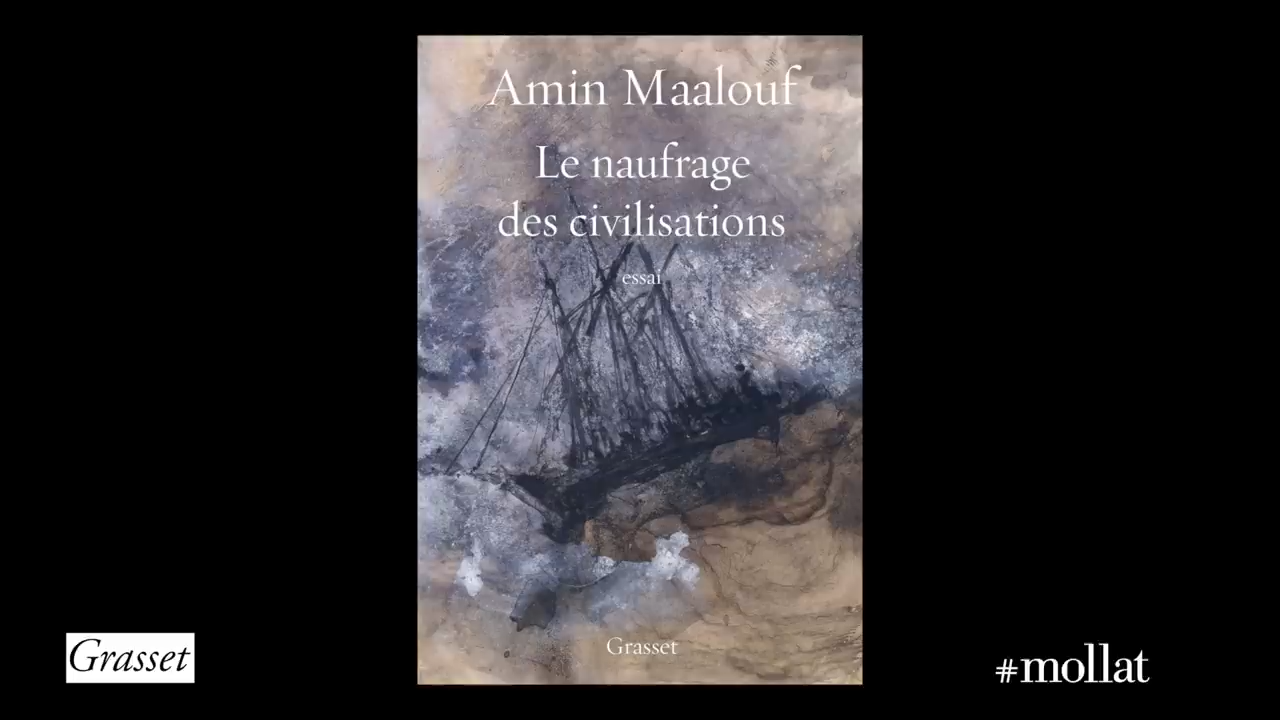 Amin Maalouf
Le naufrage
des civilisations
essai
Grasset
Grasset
#mollat